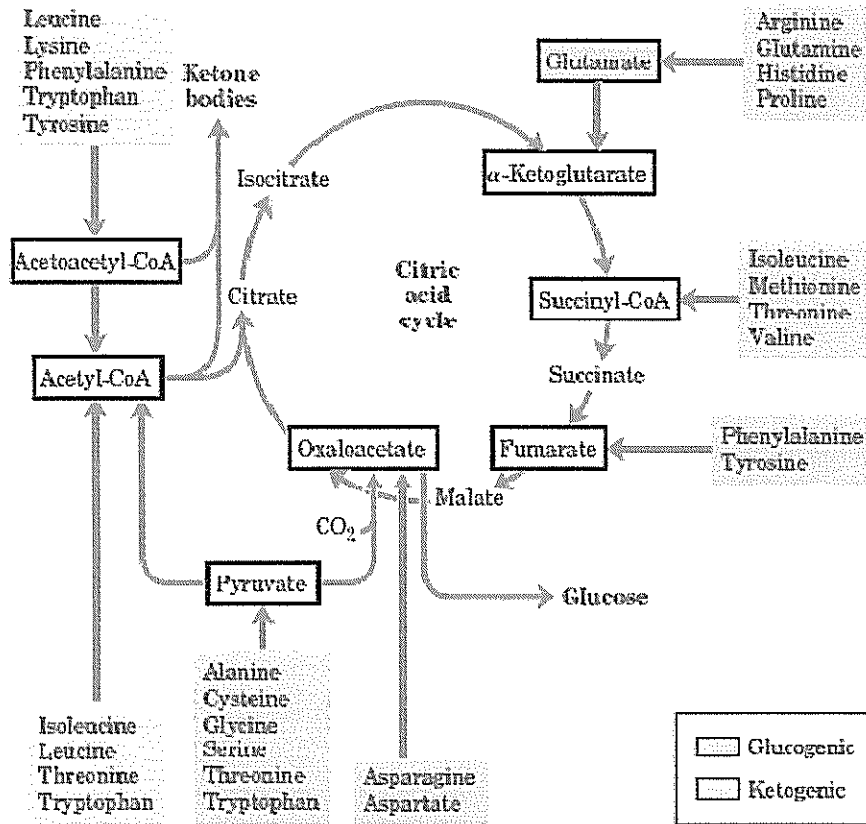 Leucine
Lysine
Phenylalanine
Tryptophan
Tyrosine
Ketone
bodies
Glutamate
Arginine
Glutamine
Histidine
Proline
Isocitrate
α-Ketoglutarate
Acetoacetyl-CoA
Citrate
Citric
acid
cycle
Succinyl-CoA
Isoleucine
Methionine
Threonine
Valine
Acetyl-CoA
Succinate
Oxaloacetate
Fumarate
Phenylalanine
Tyrosine
Malate
CO₂
Pyruvate
Glucose
Isoleucine
Leucine
Threonine
Tryptophan
Alanine
Cysteine
Glycine
Serine
Threonine
Tryptophan
Asparagine
Aspartate
Glucogenic
Ketogenic